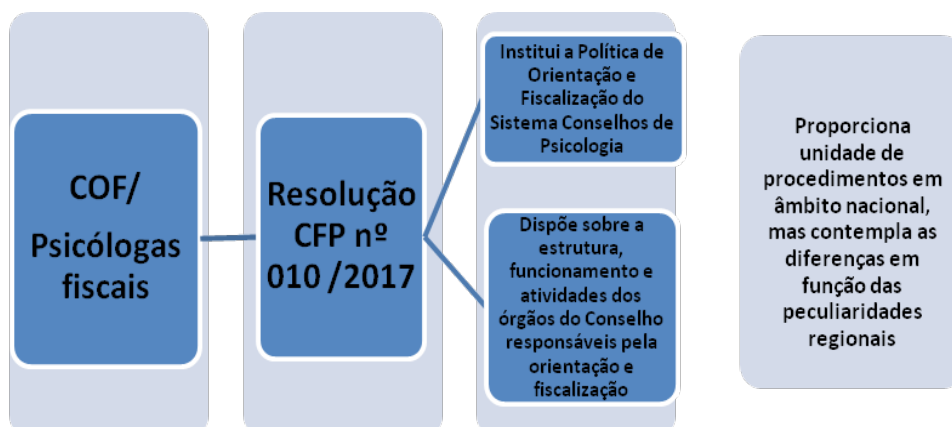 COF/
Psicólogas
fiscais
Resolução
CFP nº
010 /2017
Institui a Política de
Orientação e
Fiscalização do
Sistema Conselhos de
Psicologia
Dispõe sobre a
estrutura,
funcionamento e
atividades dos
órgãos do Conselho
responsáveis pela
orientação e
fiscalização
Proporciona
unidade de
procedimentos em
âmbito nacional,
mas contempla as
diferenças em
função das
peculiaridades
regionais